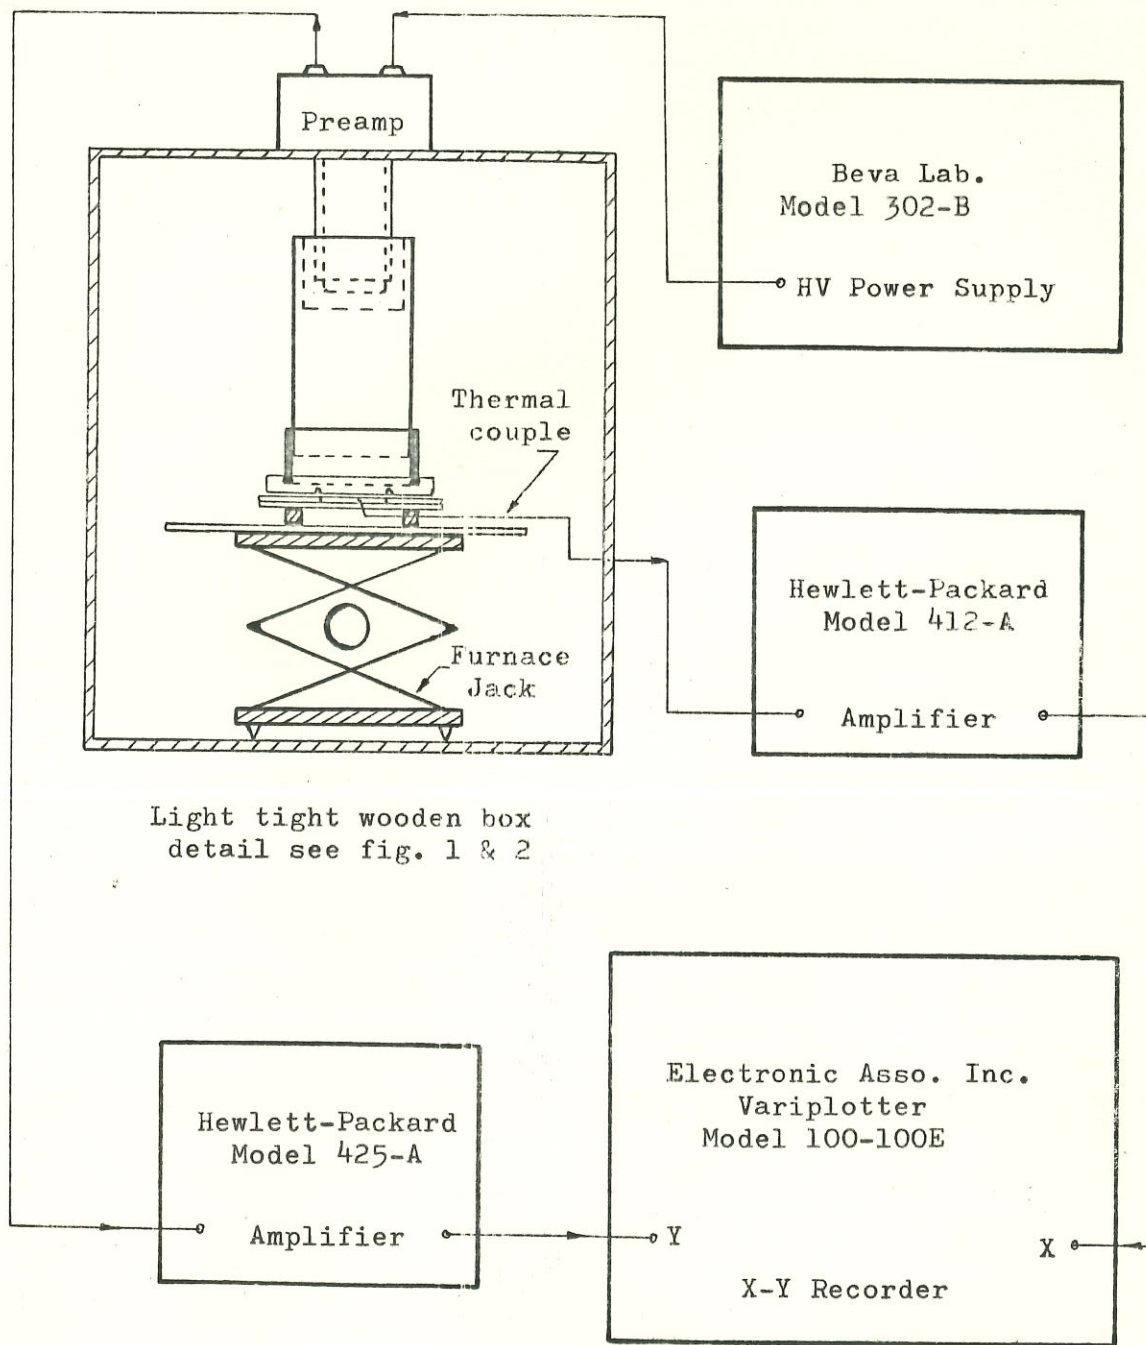 Preamp
Beva Lab.
Model 302-B
HV Power Supply
Thermal
couple
Hewlett-Packard
Model 412-A
Amplifier
Furnace
Jack
Light tight wooden box
detail see fig. 1 & 2
Hewlett-Packard
Model 425-A
Amplifier
Electronic Asso. Inc.
Variplotter
Model 100-100E
Y
X
X-Y Recorder